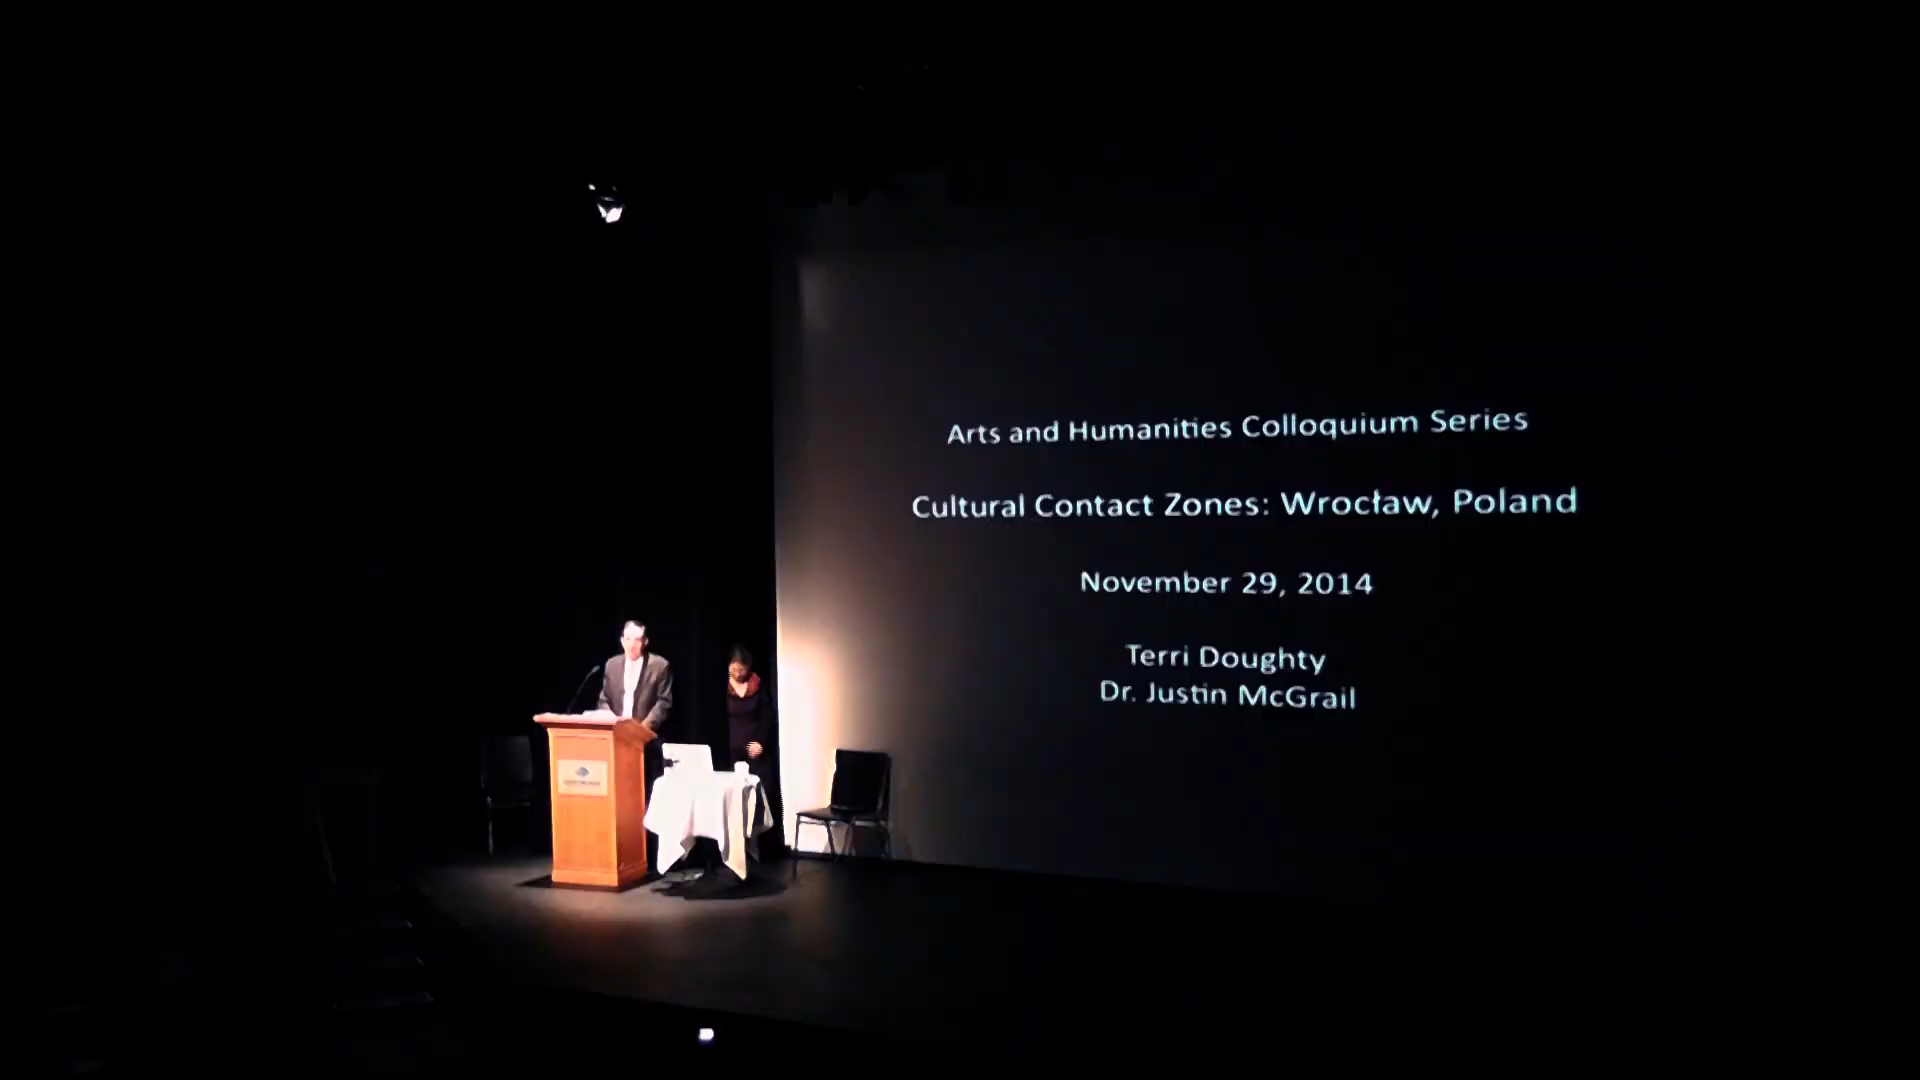 Arts and Humanities Colloquium Series
Cultural Contact Zones: Wrocław, Poland
November 29, 2014
Terri Doughty
Dr. Justin McGrail